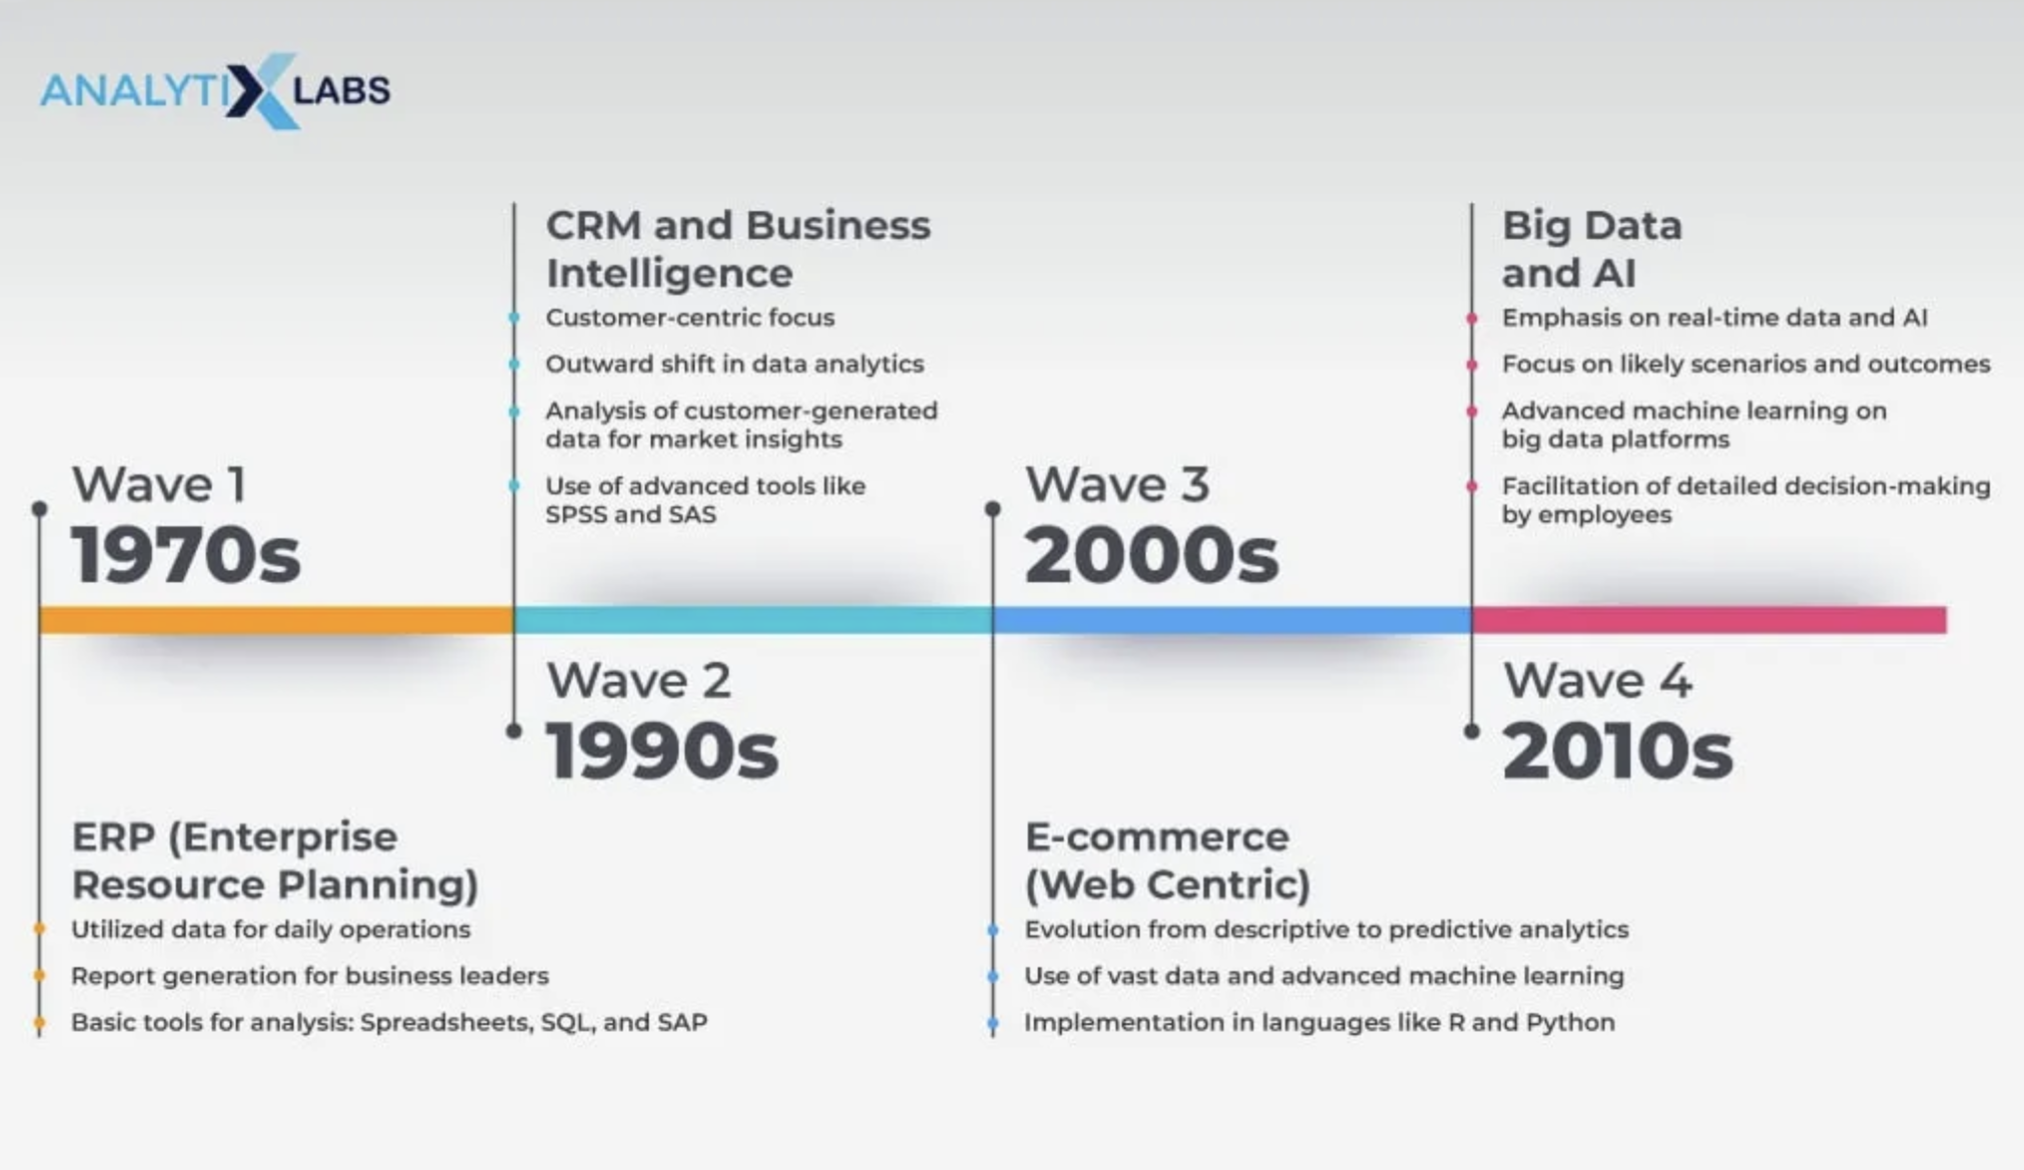 ANALYTIX LABS
Wave 1
1970s
ERP (Enterprise
Resource Planning)
Utilized data for daily operations
Report generation for business leaders
Basic tools for analysis: Spreadsheets, SQL, and SAP
CRM and Business
Intelligence
Customer-centric focus
Outward shift in data analytics
Analysis of customer-generated
data for market insights
Use of advanced tools like
SPSS and SAS
Wave 2
1990s
Wave 3
2000s
E-commerce
(Web Centric)
Evolution from descriptive to predictive analytics
Use of vast data and advanced machine learning
Implementation in languages like R and Python
Big Data
and AI
Emphasis on real-time data and AI
Focus on likely scenarios and outcomes
Advanced machine learning on
big data platforms
Facilitation of detailed decision-making
by employees
Wave 4
2010s